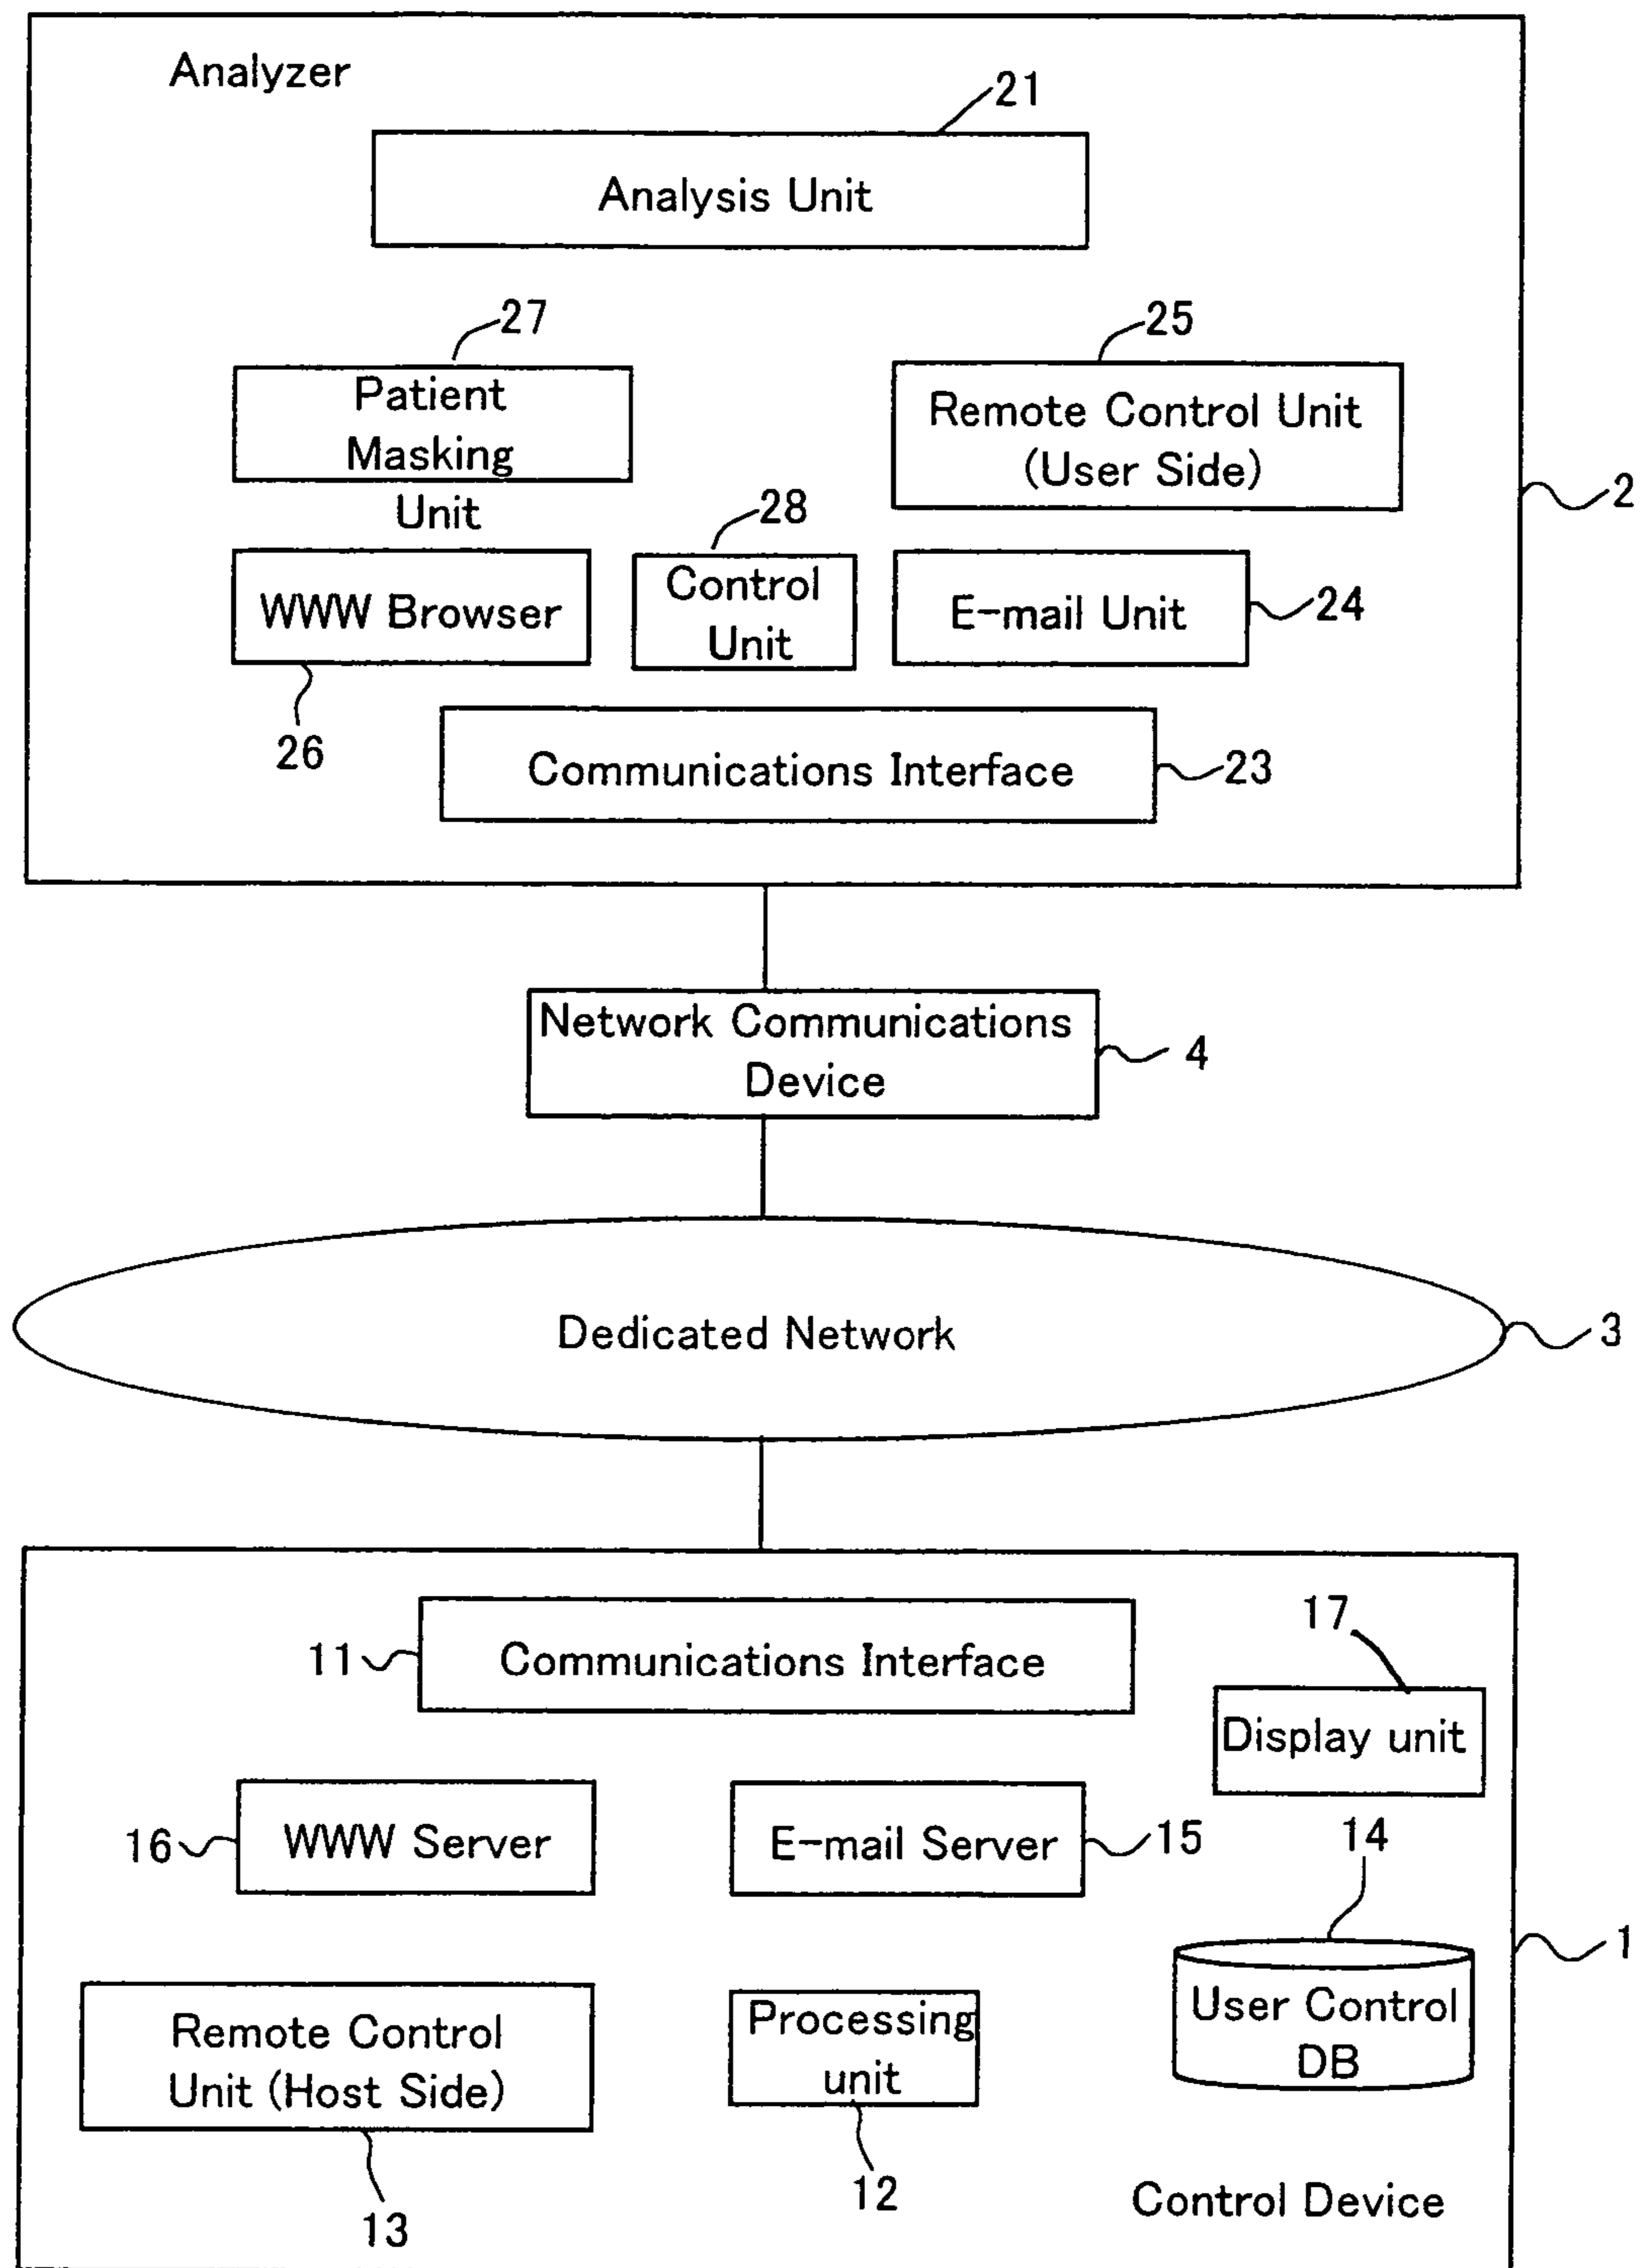 Analyzer
21
Analysis Unit
27
25
Patient
Masking
Unit
Remote Control Unit
(User Side)
2
28
WWW Browser
Control
Unit
E-mail Unit
24
26
Communications Interface
23
Network Communications
Device
4
Dedicated Network
3
11
Communications Interface
17
Display unit
16
WWW Server
E-mail Server
15
14
1
Remote Control
Unit (Host Side)
Processing
unit
User Control
DB
13
12
Control Device